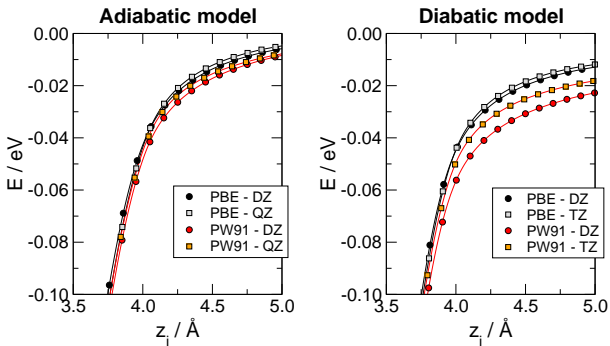 Adiabatic model
Diabatic model
0.00
-0.02
-0.04
-0.06
-0.08
-0.10
E / eV
3.5
4.0
4.5
5.0
z_i / Å
PBE - DZ
PBE - QZ
PW91 - DZ
PW91 - QZ
0.00
-0.02
-0.04
-0.06
-0.08
-0.10
E / eV
3.5
4.0
4.5
5.0
z_i / Å
PBE - DZ
PBE - TZ
PW91 - DZ
PW91 - TZ